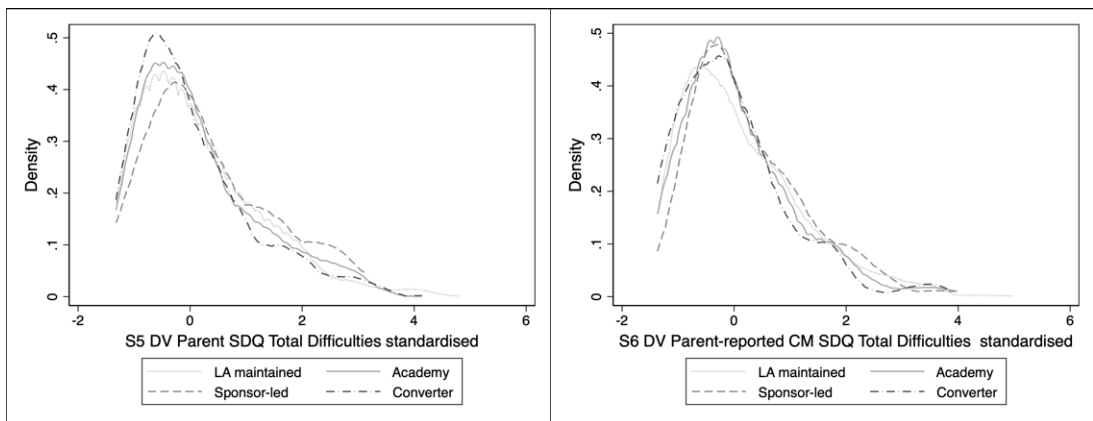 Density
0
.1
.2
.3
.4
.5
-2
0
2
4
6
S5 DV Parent SDQ Total Difficulties standardised
LA maintained
Academy
Sponsor-led
Converter
Density
0
.1
.2
.3
.4
.5
-2
0
2
4
6
S6 DV Parent-reported CM SDQ Total Difficulties standardised
LA maintained
Academy
Sponsor-led
Converter